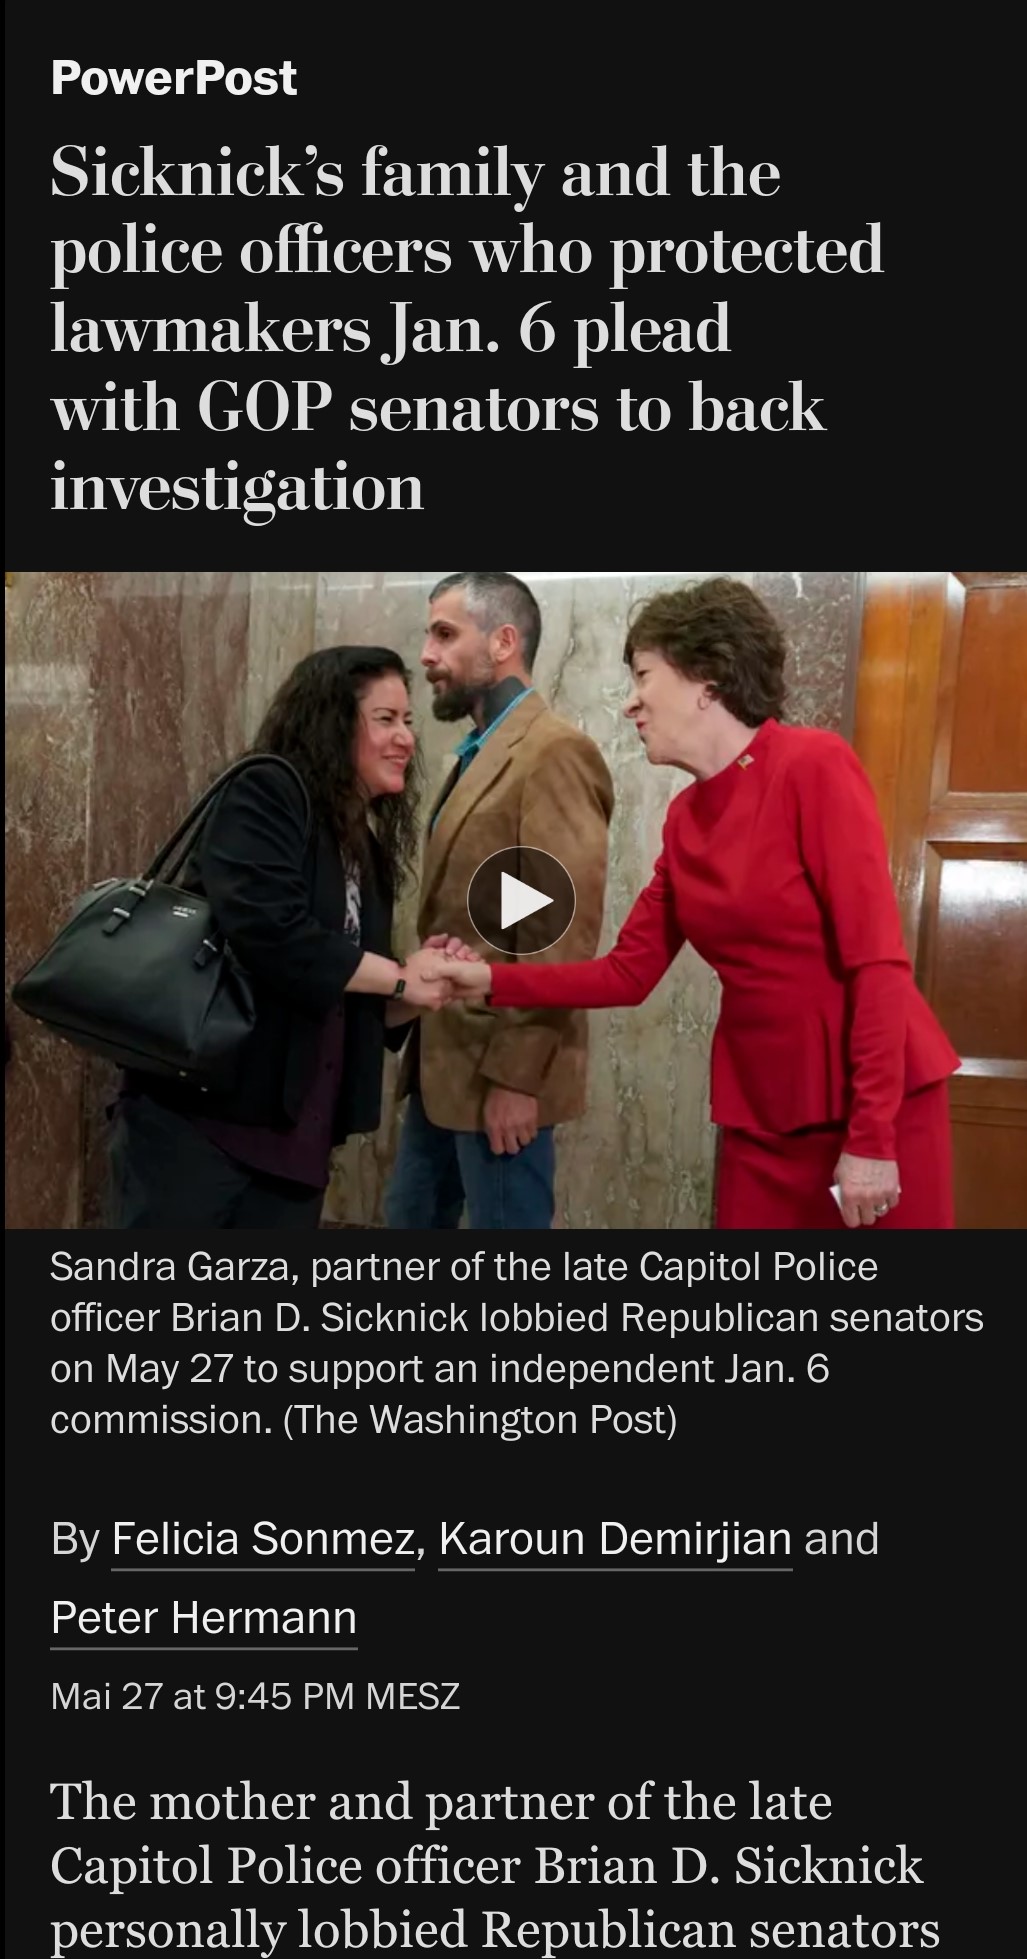 PowerPost
Sicknick’s family and the
police officers who protected
lawmakers Jan. 6 plead
with GOP senators to back
investigation
Sandra Garza, partner of the late Capitol Police
officer Brian D. Sicknick lobbied Republican senators
on May 27 to support an independent Jan. 6
commission. (The Washington Post)
By Felicia Sonmez, Karoun Demirjian and
Peter Hermann
Mai 27 at 9:45 PM MESZ
The mother and partner of the late
Capitol Police officer Brian D. Sicknick
personally lobbied Republican senators